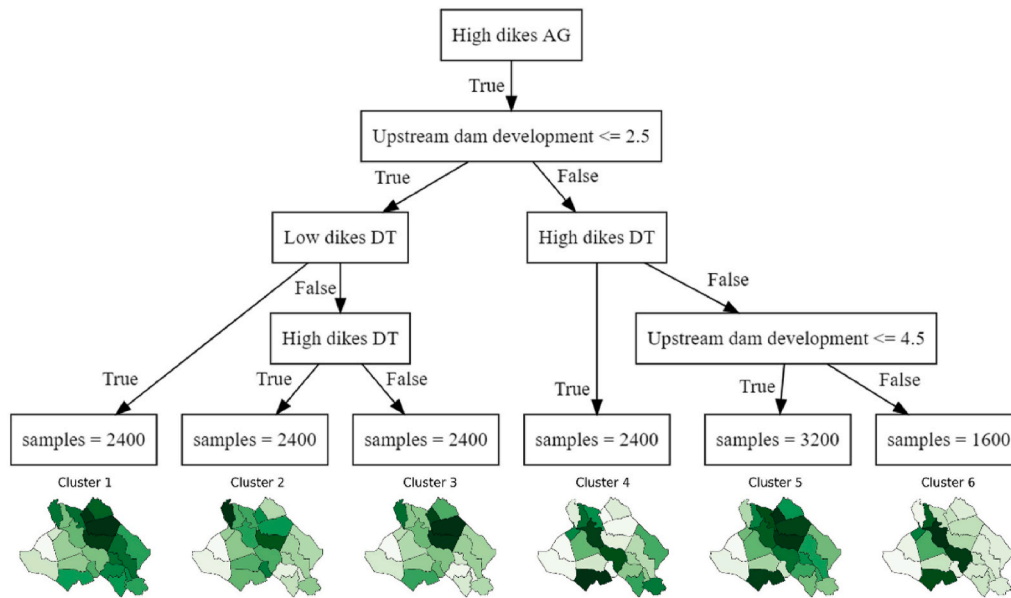 High dikes AG
True
Upstream dam development <= 2.5
True
False
Low dikes DT
High dikes DT
False
False
High dikes DT
Upstream dam development <= 4.5
True
True
False
True
True
False
samples = 2400
samples = 2400
samples = 2400
samples = 2400
samples = 3200
samples = 1600
Cluster 1
Cluster 2
Cluster 3
Cluster 4
Cluster 5
Cluster 6